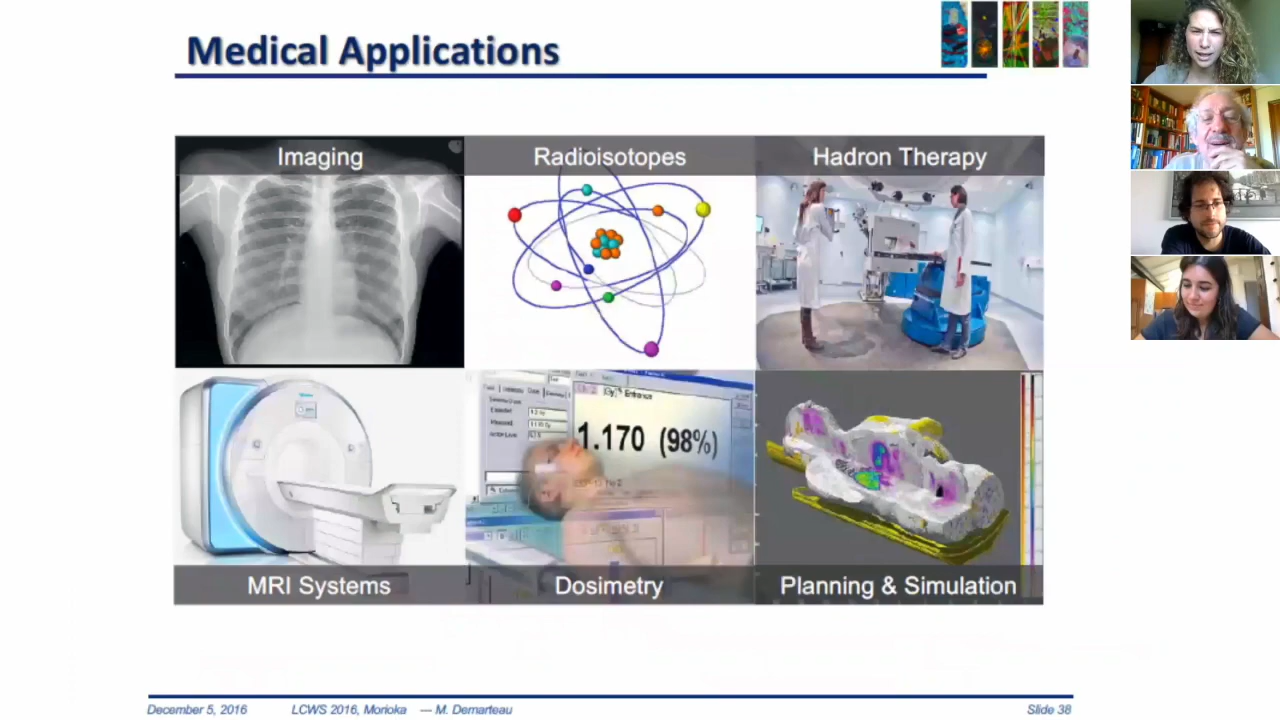 Medical Applications
Imaging
Radioisotopes
Hadron Therapy
Entrance
1.170 (98%)
MRI Systems
Dosimetry
Planning & Simulation
December 5, 2016
LCWS 2016, Morioka --- M. Demarteau
Slide 38